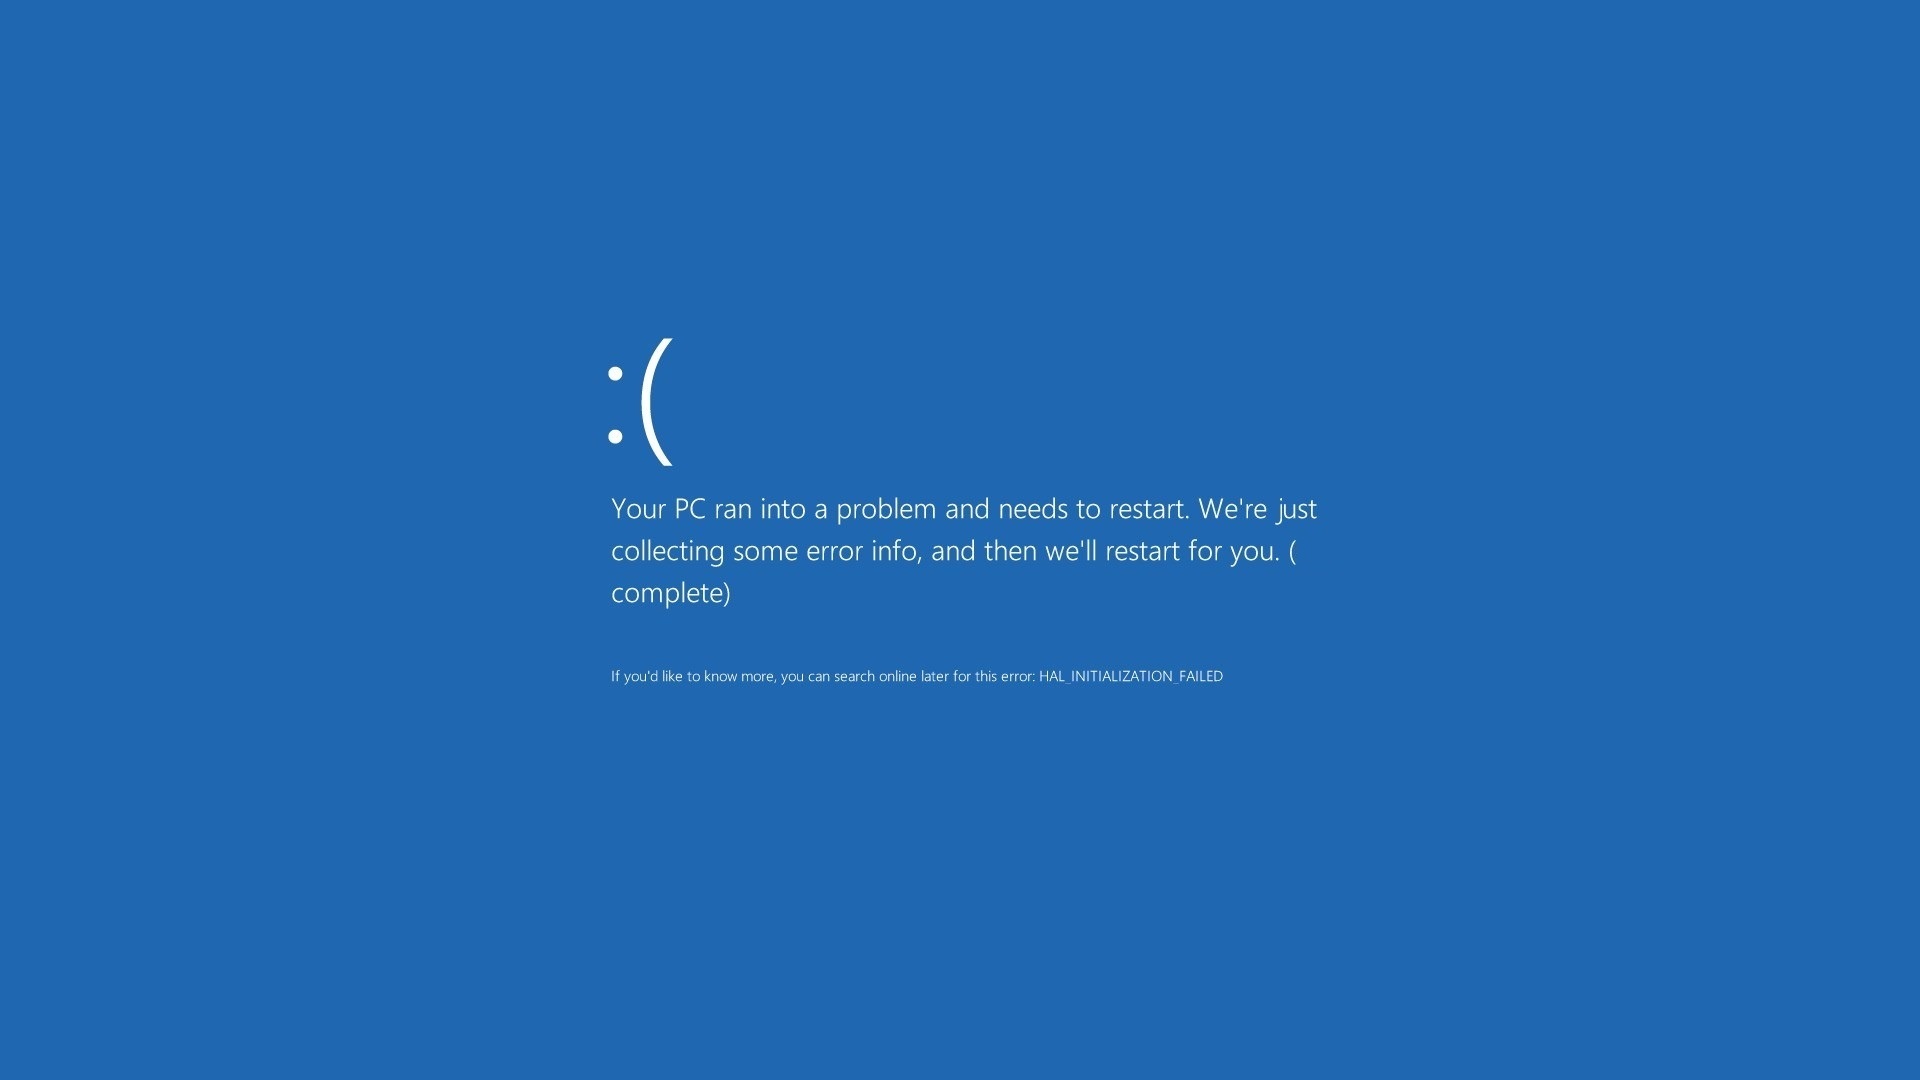 :(
Your PC ran into a problem and needs to restart. We're just
collecting some error info, and then we'll restart for you. (
complete)
If you'd like to know more, you can search online later for this error: HAL_INITIALIZATION_FAILED